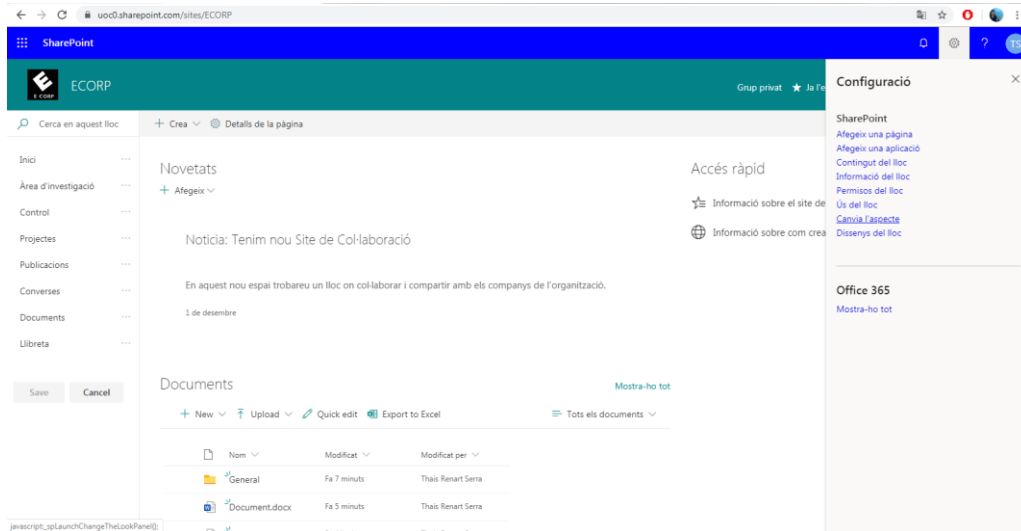 uoc0.sharepoint.com/sites/ECORP
SharePoint
?
TS
E CORP
ECORP
Grup privat ★ Ja l'e
Cerca en aquest lloc
+ Crea
Detalls de la pàgina
Inici
Àrea d'investigació
Control
Projectes
Publicacions
Converses
Documents
Llibreta
Save
Cancel
Novetats
+ Afegeix
Noticia: Tenim nou Site de Col·laboració
En aquest nou espai trobareu un lloc on col·laborar i compartir amb els companys de l'organització.
1 de desembre
Accés ràpid
Informació sobre el site de
Informació sobre com crea
Documents
Mostra-ho tot
+ New
Upload
Quick edit
Export to Excel
Tots els documents
Nom
Modificat
Modificat per
General
Fa 7 minuts
Thais Renart Serra
Document.docx
Fa 5 minuts
Thais Renart Serra
Configuració
SharePoint
Afegeix una pàgina
Afegeix una aplicació
Contingut del lloc
Informació del lloc
Permisos del lloc
Ús del lloc
Canvia l'aspecte
Dissenys del lloc
Office 365
Mostra-ho tot
javascript:_spLaunchChangeTheLookPanel();